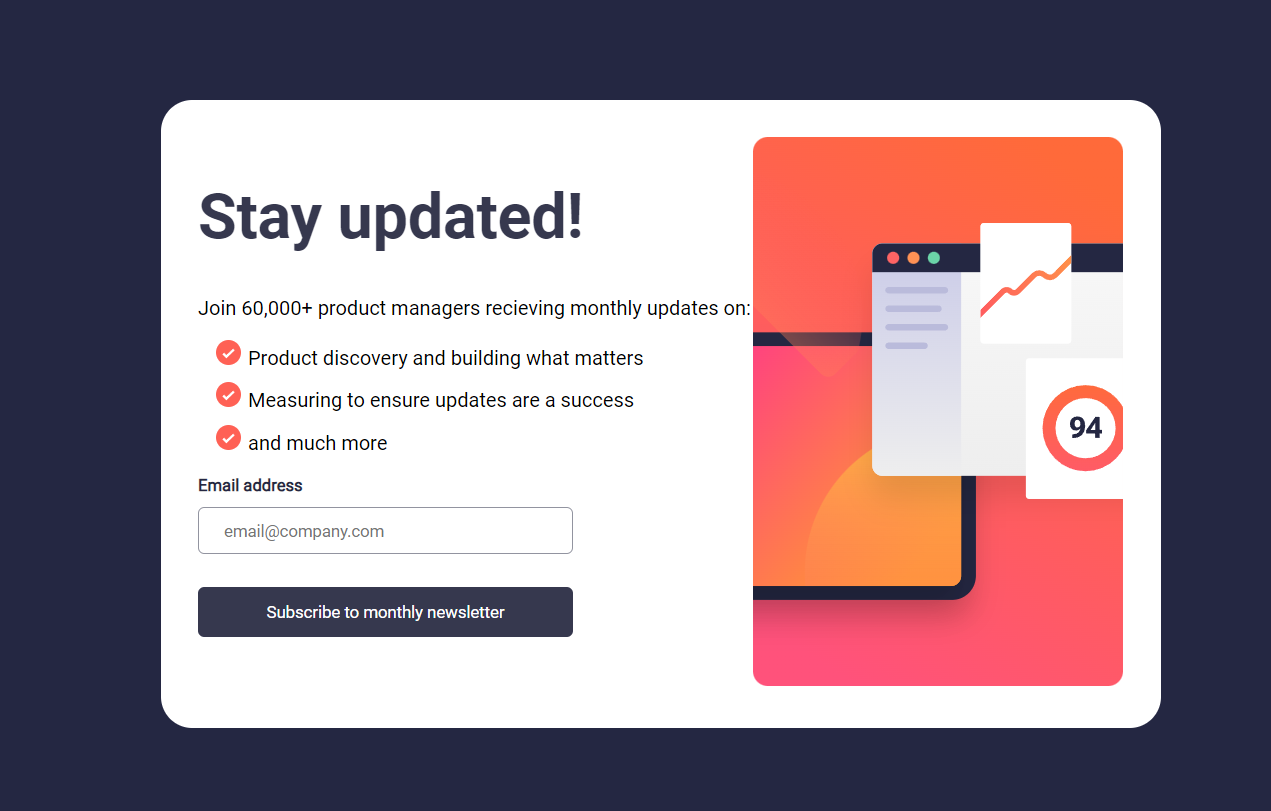 Stay updated!
Join 60,000+ product managers recieving monthly updates on:
Product discovery and building what matters
Measuring to ensure updates are a success
and much more
Email address
email@company.com
Subscribe to monthly newsletter
94